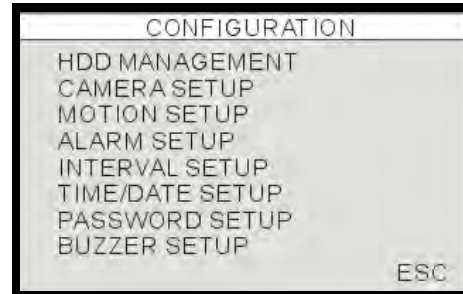 CONFIGURATION
HDD MANAGEMENT
CAMERA SETUP
MOTION SETUP
ALARM SETUP
INTERVAL SETUP
TIME/DATE SETUP
PASSWORD SETUP
BUZZER SETUP
ESC